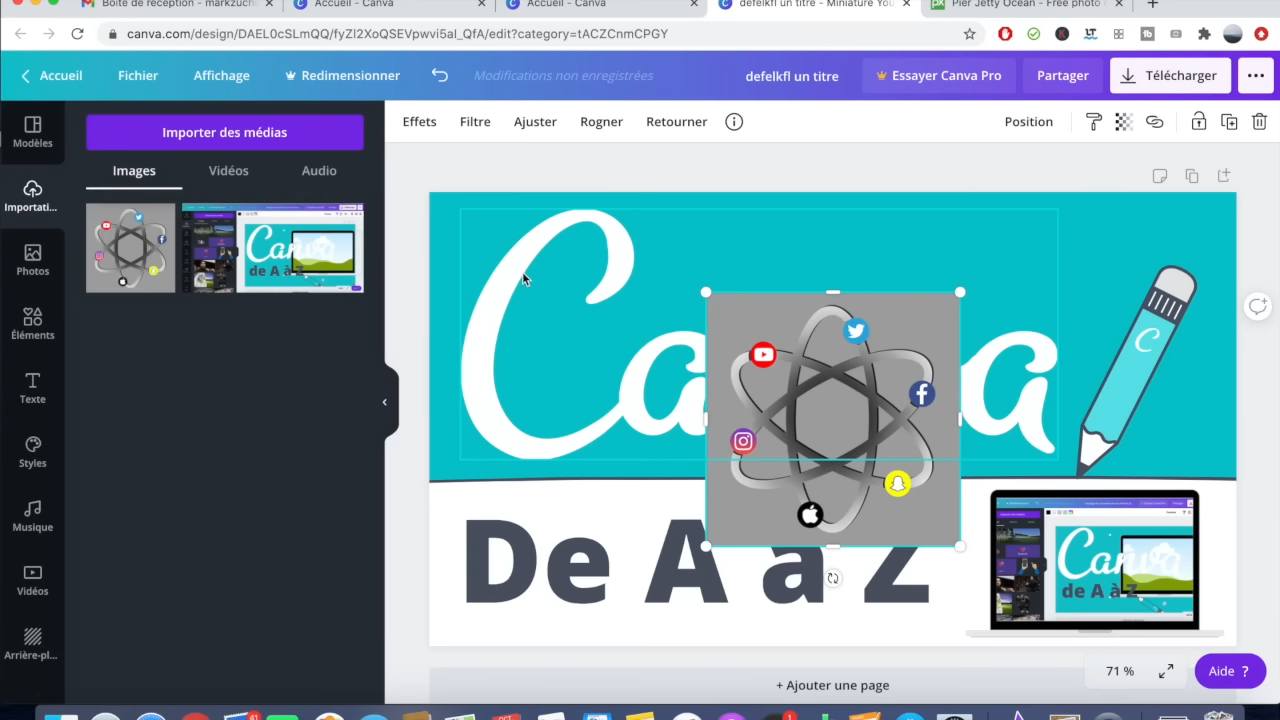 Boîte de réception - markzuch
Accueil - Canva
Accueil - Canva
defelkfl un titre - Miniature You
Pier Jetty Ocean - Free photo
canva.com/design/DAEL0cSLmQQ/fyZI2XoQSEVpwvi5al_QfA/edit?category=tACZCnmCPGY
Accueil
Fichier
Affichage
Redimensionner
Modifications non enregistrées
defelkfl un titre
Essayer Canva Pro
Partager
Télécharger
Modèles
Importati...
Photos
Éléments
Texte
Styles
Musique
Vidéos
Arrière-pl...
Importer des médias
Images
Vidéos
Audio
Canva
de A à Z
Effets
Filtre
Ajuster
Rogner
Retourner
Position
Ca
a
C
De A à Z
Canva
de A à Z
+ Ajouter une page
71 %
Aide ?